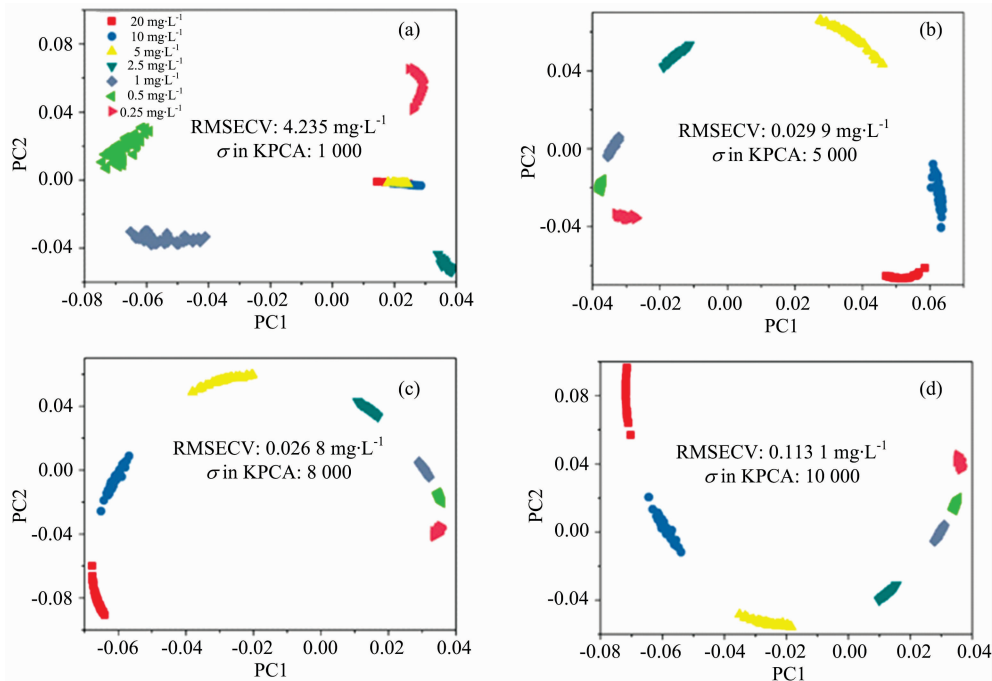 (a)
20 mg·L⁻¹
10 mg·L⁻¹
5 mg·L⁻¹
2.5 mg·L⁻¹
1 mg·L⁻¹
0.5 mg·L⁻¹
0.25 mg·L⁻¹
RMSECV: 4.235 mg·L⁻¹
σ in KPCA: 1 000
PC2
0.08
0.04
0.00
-0.04
-0.08 -0.06 -0.04 -0.02 0.00 0.02 0.04
PC1
(b)
RMSECV: 0.029 9 mg·L⁻¹
σ in KPCA: 5 000
PC2
0.04
0.00
-0.04
-0.04 -0.02 0.00 0.02 0.04 0.06
PC1
(c)
RMSECV: 0.026 8 mg·L⁻¹
σ in KPCA: 8 000
PC2
0.04
0.00
-0.04
-0.08
-0.06 -0.04 -0.02 0.00 0.02 0.04
PC1
(d)
RMSECV: 0.113 1 mg·L⁻¹
σ in KPCA: 10 000
PC2
0.08
0.04
0.00
-0.04
-0.08 -0.06 -0.04 -0.02 0.00 0.02 0.04
PC1